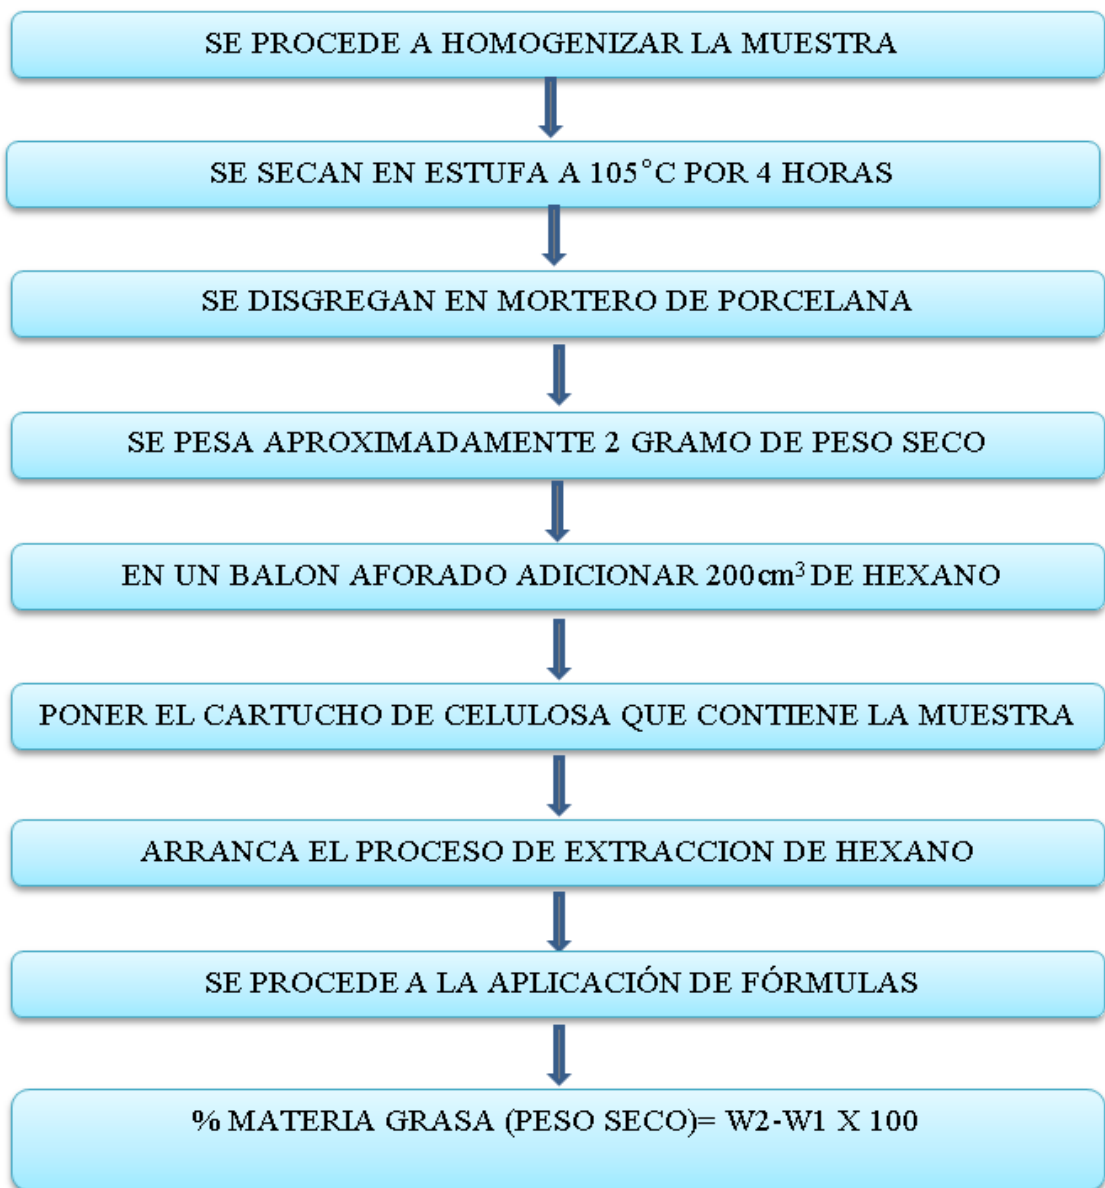 SE PROCEDE A HOMOGENIZAR LA MUESTRA
SE SECAN EN ESTUFA A 105°C POR 4 HORAS
SE DISGREGAN EN MORTERO DE PORCELANA
SE PESA APROXIMADAMENTE 2 GRAMO DE PESO SECO
EN UN BALON AFORADO ADICIONAR 200cm³ DE HEXANO
PONER EL CARTUCHO DE CELULOSA QUE CONTIENE LA MUESTRA
ARRANCA EL PROCESO DE EXTRACCION DE HEXANO
SE PROCEDE A LA APLICACIÓN DE FÓRMULAS
% MATERIA GRASA (PESO SECO)= W2-W1 X 100